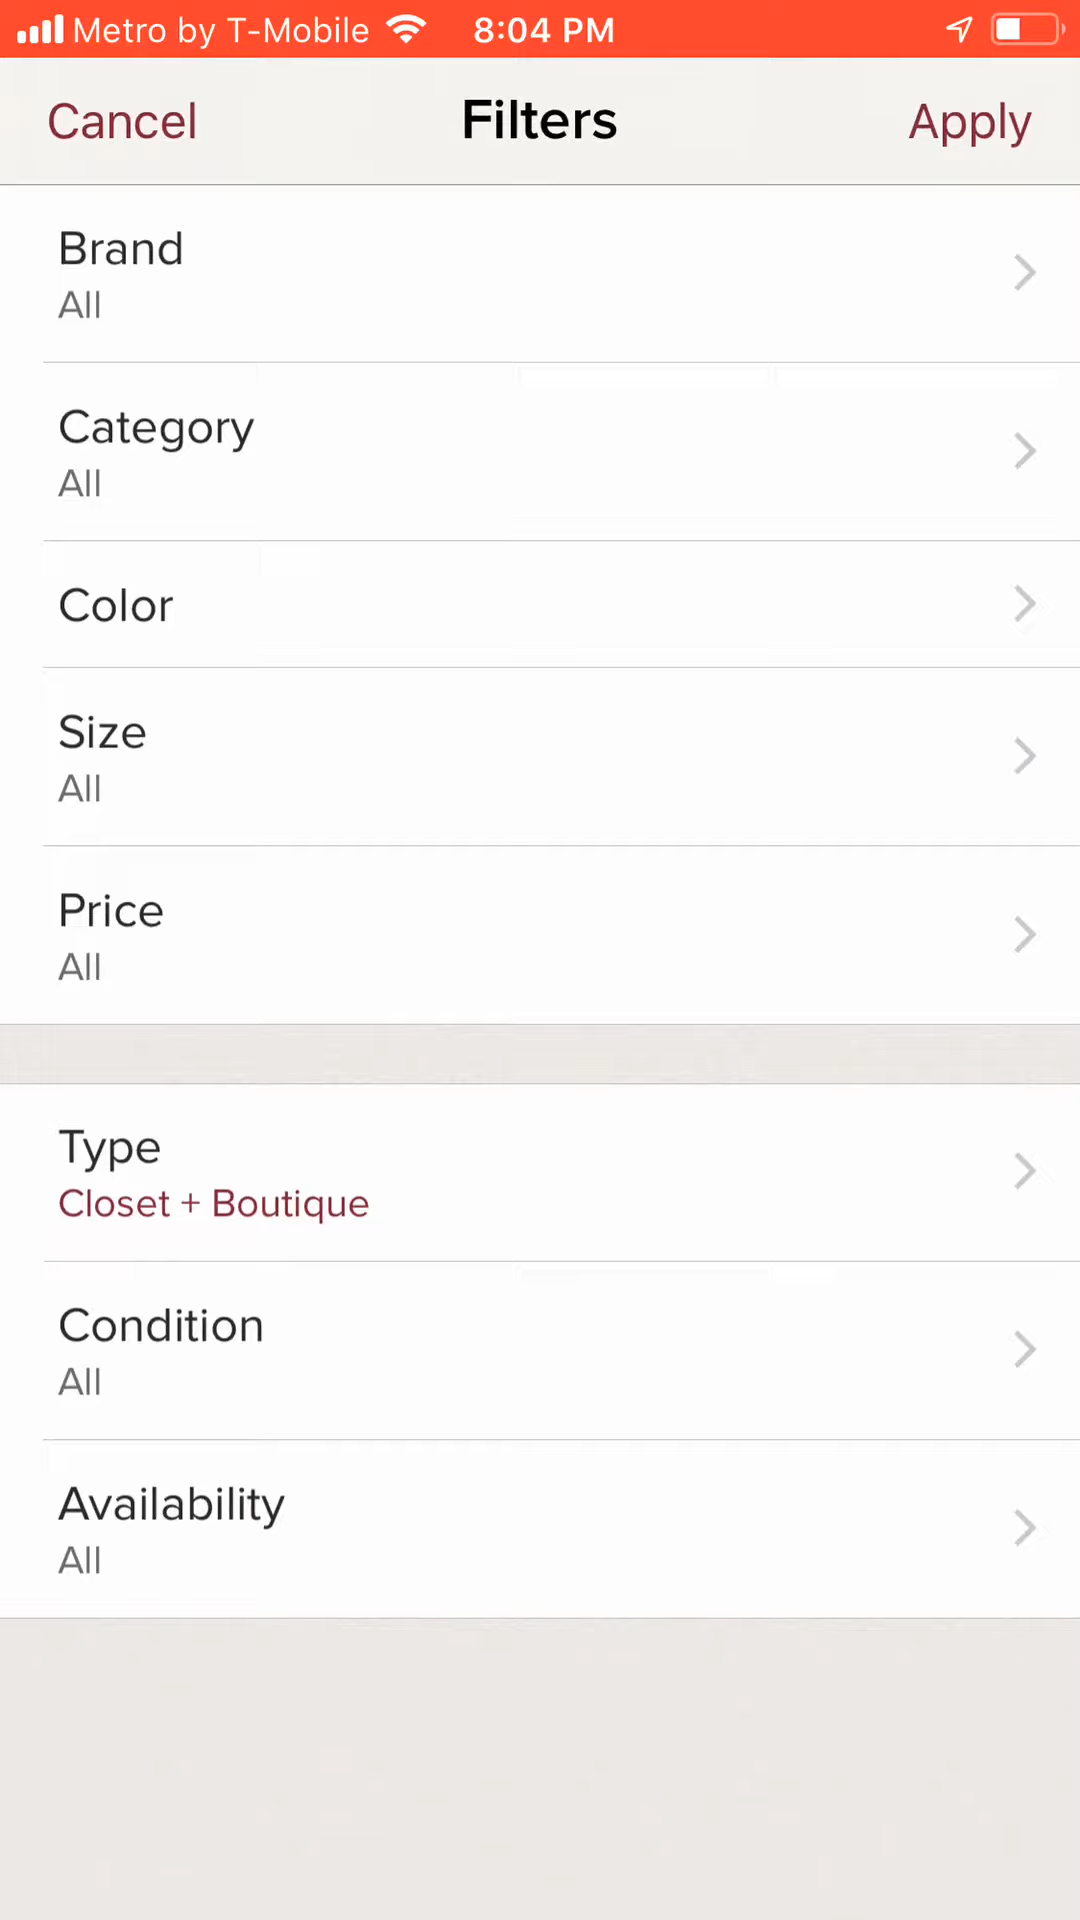 Metro by T-Mobile 8:04 PM
Cancel Filters Apply
Brand
All
Category
All
Color
Size
All
Price
All
Type
Closet + Boutique
Condition
All
Availability
All